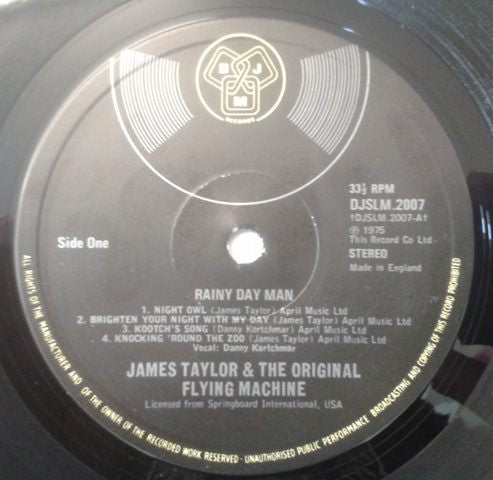 DJM
RECORDS
33⅓ RPM
DJSLM.2007
†DJSLM.2007-A†
℗ 1975
This Record Co Ltd
STEREO
Made in England
Side One
RAINY DAY MAN
1. NIGHT OWL (James Taylor) April Music Ltd
2. BRIGHTEN YOUR NIGHT WITH MY DAY (James Taylor) April Music Ltd
3. KOOTCH'S SONG (Danny Kortchmar) April Music Ltd
4. KNOCKING 'ROUND THE ZOO (James Taylor) April Music Ltd
Vocal: Danny Kortchmar
JAMES TAYLOR & THE ORIGINAL
FLYING MACHINE
Licensed from Springboard International, USA
ALL RIGHTS OF THE MANUFACTURER AND OF THE OWNER OF THE RECORDED WORK RESERVED - UNAUTHORISED PUBLIC PERFORMANCE BROADCASTING AND COPYING OF THIS RECORD PROHIBITED